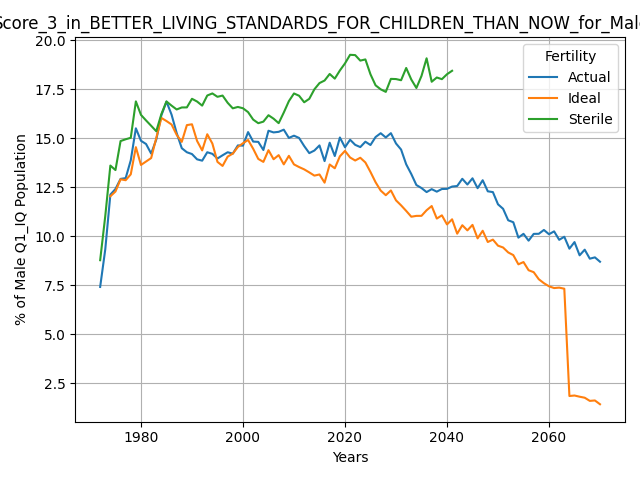 Score_3_in_BETTER_LIVING_STANDARDS_FOR_CHILDREN_THAN_NOW_for_Male
Fertility
Actual
Ideal
Sterile
% of Male Q1_IQ Population
20.0
17.5
15.0
12.5
10.0
7.5
5.0
2.5
1980
2000
2020
2040
2060
Years